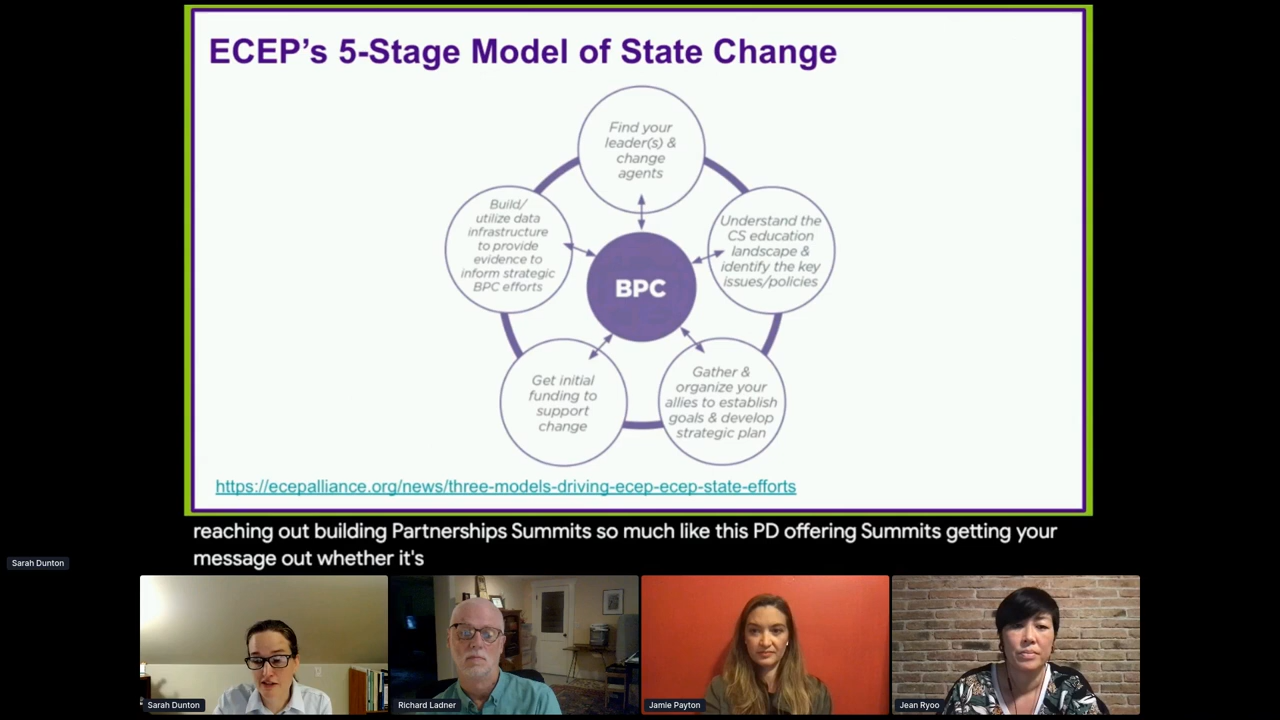 ECEP's 5-Stage Model of State Change
Find your
leader(s) &
change
agents
Understand the
CS education
landscape &
identify the key
issues/policies
Gather &
organize your
allies to establish
goals & develop
strategic plan
Get initial
funding to
support
change
Build/
utilize data
infrastructure
to provide
evidence to
inform strategic
BPC efforts
BPC
https://ecepalliance.org/news/three-models-driving-ecep-ecep-state-efforts
reaching out building Partnerships Summits so much like this PD offering Summits getting your
message out whether it's
Sarah Dunton
Sarah Dunton
Richard Ladner
Jamie Payton
Jean Ryoo